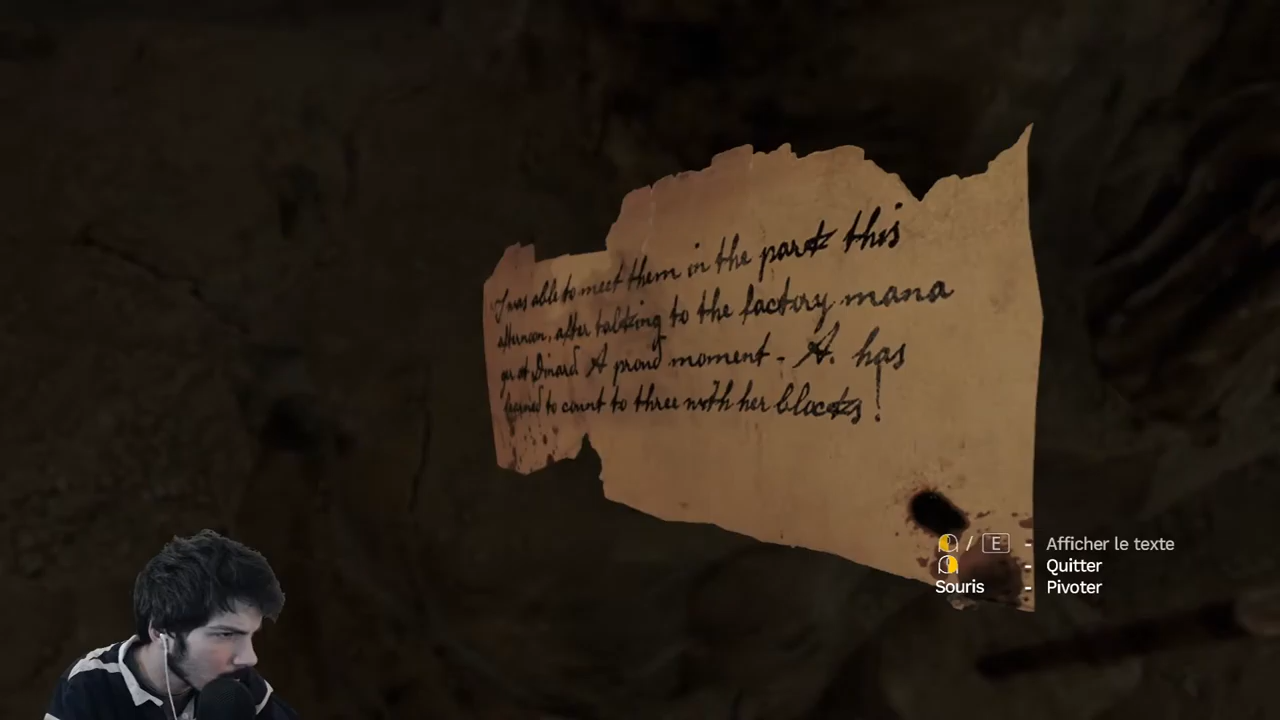 I was able to meet them in the park this
afternoon, after talking to the factory mana
ger at Dinard A proud moment - A. has
learned to count to three with her blocks!
/ E - Afficher le texte
- Quitter
Souris - Pivoter